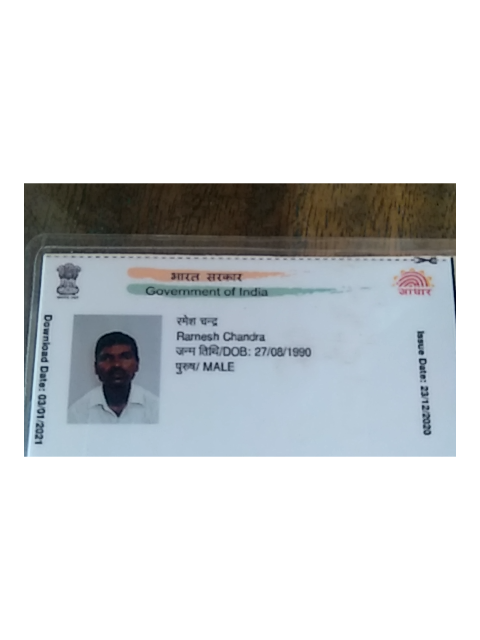 भारत सरकार
Government of India
आधार
Download Date: 03/01/2021
रमेश चन्द्र
Ramesh Chandra
जन्म तिथि/DOB: 27/08/1990
पुरुष/ MALE
Issue Date: 23/12/2020